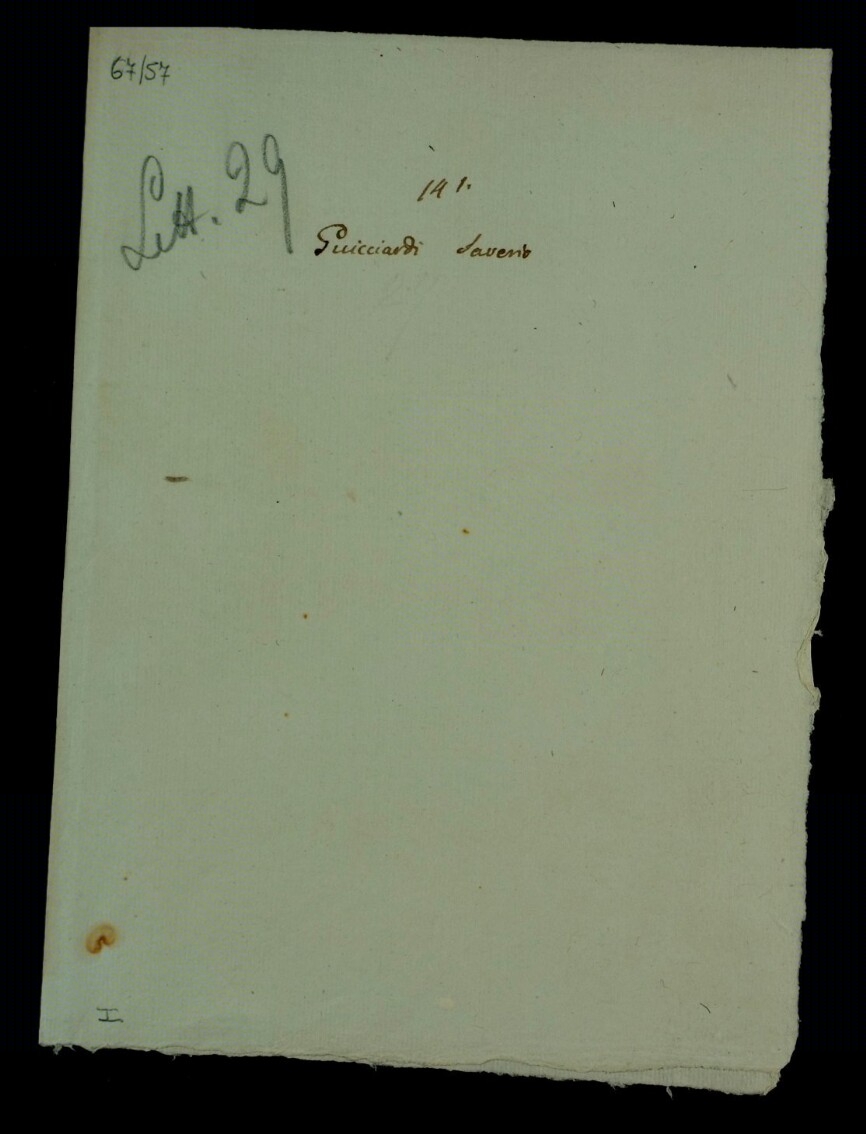 67/57
Lett. 29
141.
Guicciardi Saverio
I